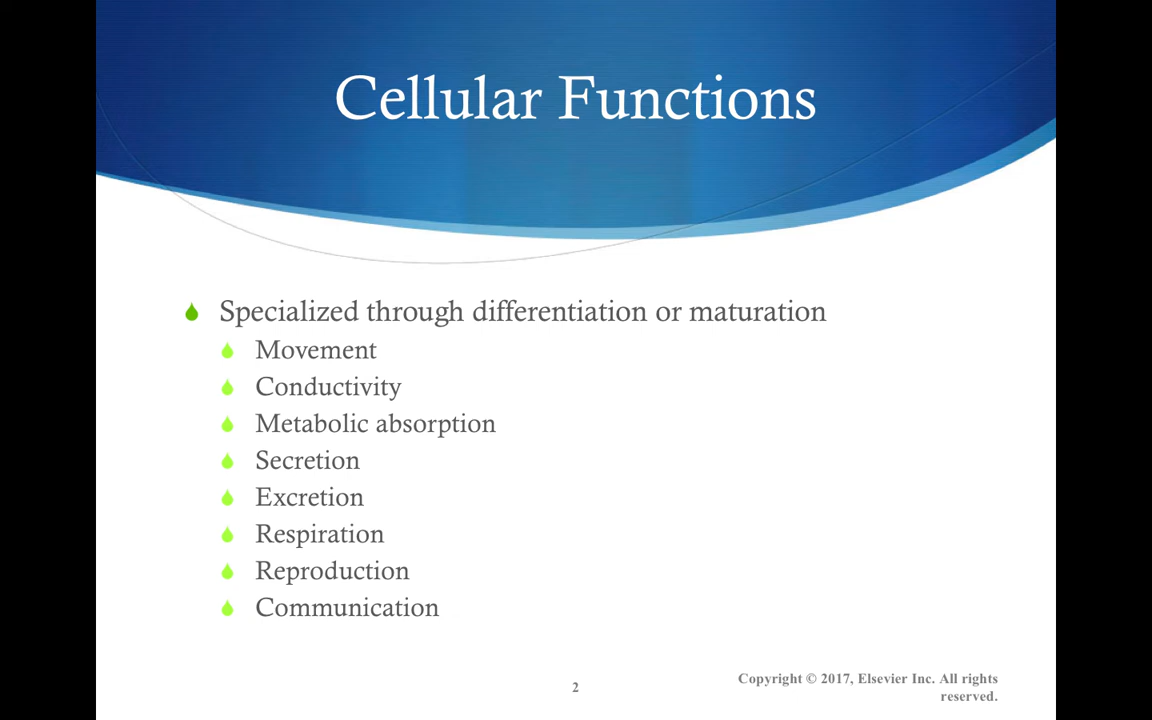 Cellular Functions
Specialized through differentiation or maturation
Movement
Conductivity
Metabolic absorption
Secretion
Excretion
Respiration
Reproduction
Communication
2
Copyright © 2017, Elsevier Inc. All rights
reserved.